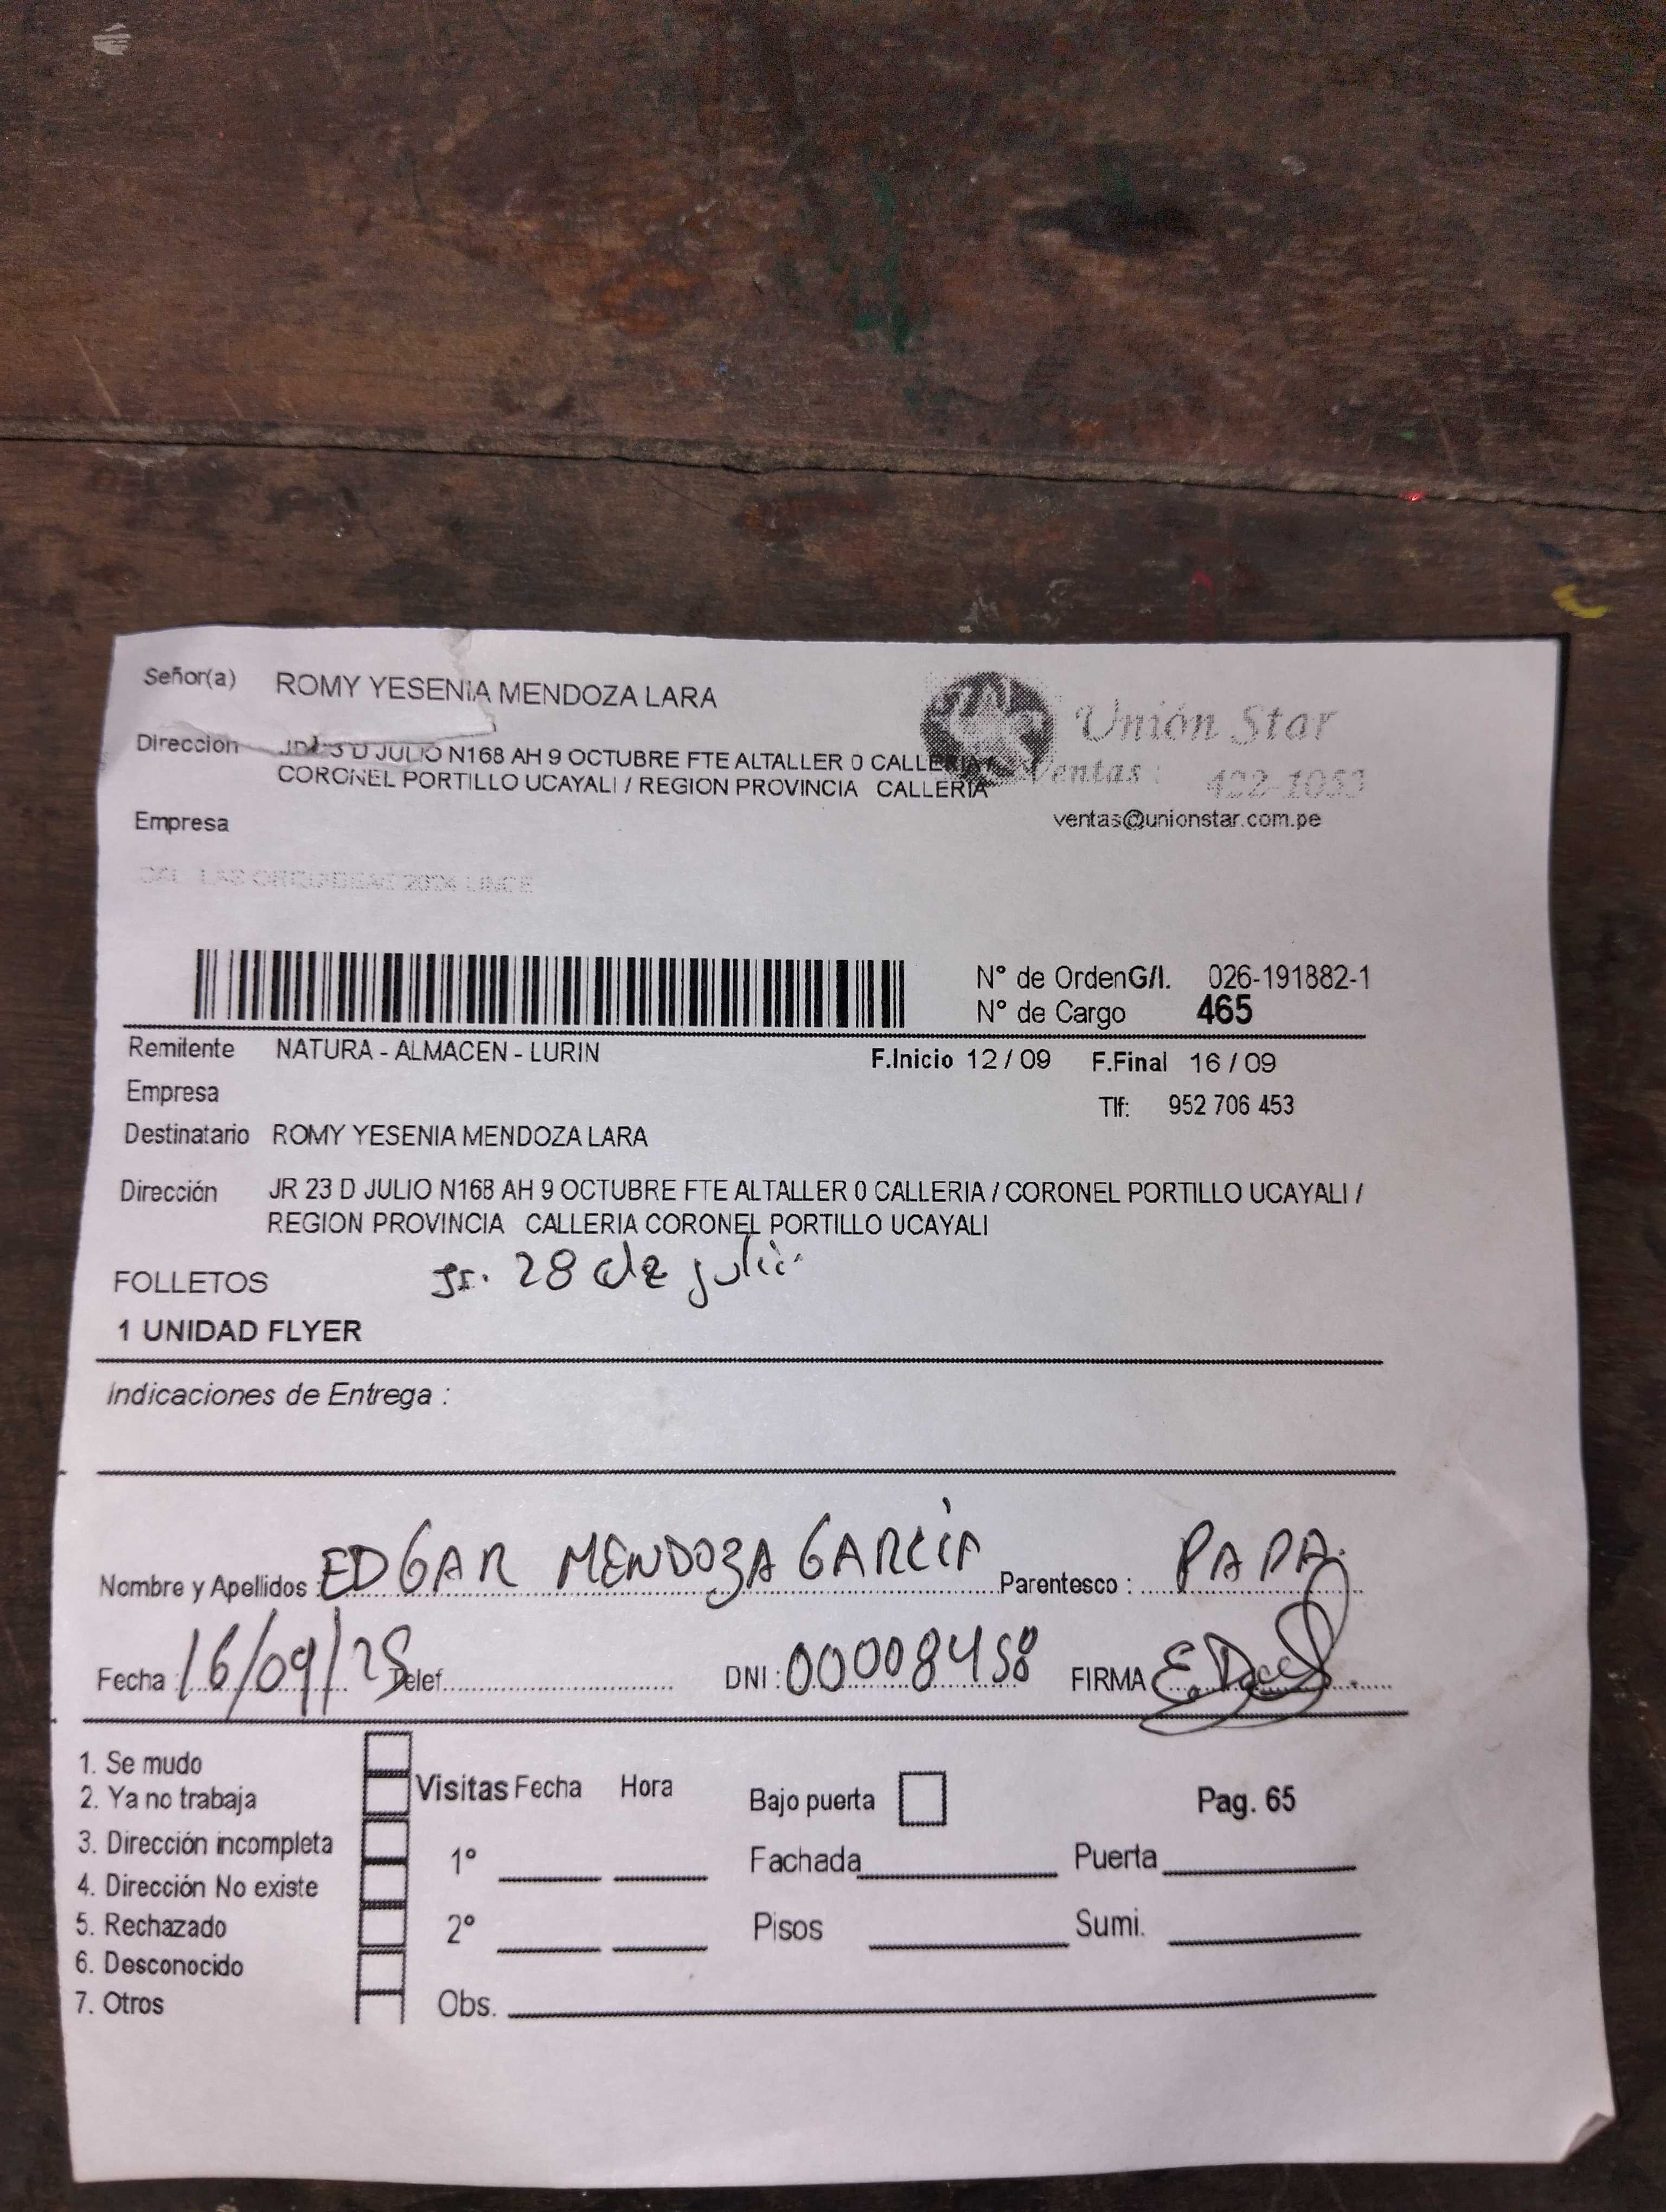 Señor(a) ROMY YESENIA MENDOZA LARA
Unión Star
Direccion 3 D JULIO N168 AH 9 OCTUBRE FTE ALTALLER 0 CALLERIA /
CORONEL PORTILLO UCAYALI / REGION PROVINCIA CALLERIA
Ventas : 422-1053
Empresa
ventas@unionstar.com.pe
N° de OrdenG/I. 026-191882-1
N° de Cargo 465
Remitente NATURA - ALMACEN - LURIN F.Inicio 12 / 09 F.Final 16 / 09
Empresa
Tlf: 952 706 453
Destinatario ROMY YESENIA MENDOZA LARA
Dirección JR 23 D JULIO N168 AH 9 OCTUBRE FTE ALTALLER 0 CALLERIA / CORONEL PORTILLO UCAYALI /
REGION PROVINCIA CALLERIA CORONEL PORTILLO UCAYALI
Jr. 28 de julio
FOLLETOS
1 UNIDAD FLYER
Indicaciones de Entrega :
Nombre y Apellidos : EDGAR MENDOZA GARCÍA Parentesco : PAPA.
Fecha : 16/09/25 Telef. DNI : 00008458 FIRMA
1. Se mudo
2. Ya no trabaja
Visitas Fecha Hora
Bajo puerta
Pag. 65
3. Dirección incompleta
1° Fachada Puerta
4. Dirección No existe
5. Rechazado
2° Pisos Sumi.
6. Desconocido
7. Otros
Obs.